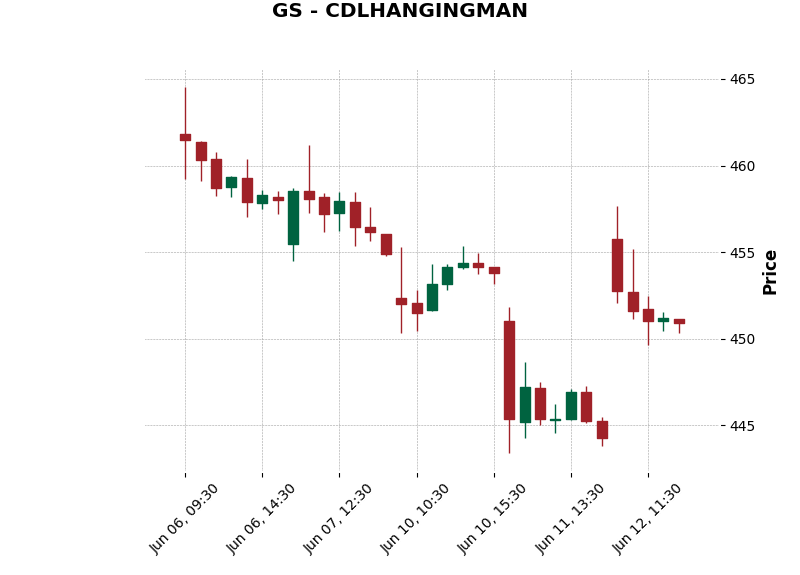 GS - CDLHANGINGMAN
465
460
455
450
445
Price
Jun 06, 09:30
Jun 06, 14:30
Jun 07, 12:30
Jun 10, 10:30
Jun 10, 15:30
Jun 11, 13:30
Jun 12, 11:30